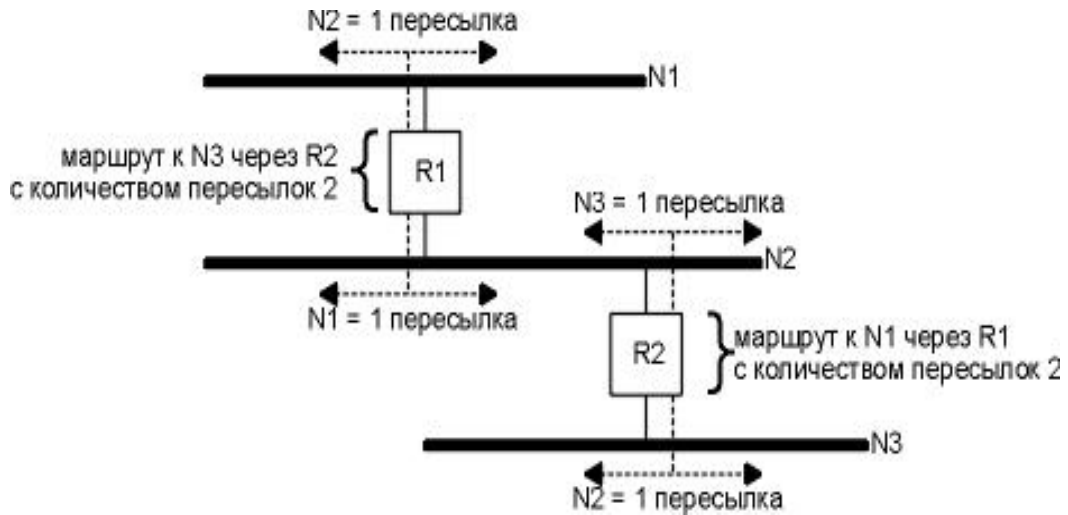 N2 = 1 пересылка
N1
маршрут к N3 через R2
с количеством пересылок 2
R1
N3 = 1 пересылка
N2
N1 = 1 пересылка
R2
маршрут к N1 через R1
с количеством пересылок 2
N3
N2 = 1 пересылка